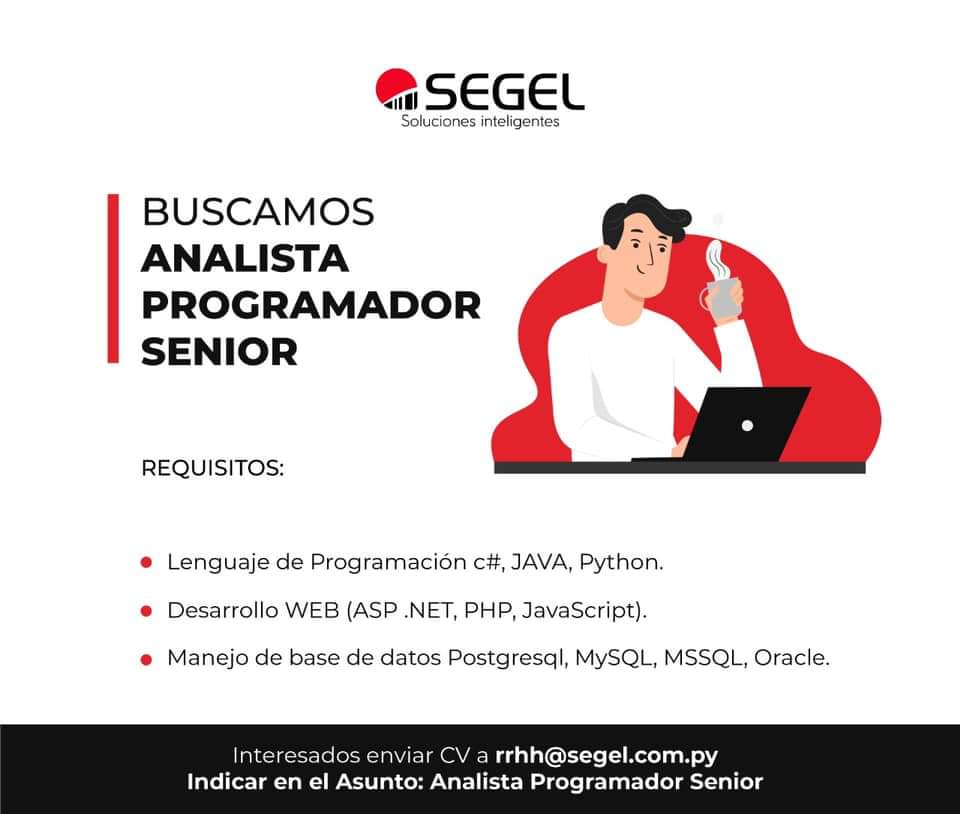 SEGEL
Soluciones inteligentes
BUSCAMOS
ANALISTA
PROGRAMADOR
SENIOR
REQUISITOS:
Lenguaje de Programación c#, JAVA, Python.
Desarrollo WEB (ASP .NET, PHP, JavaScript).
Manejo de base de datos Postgresql, MySQL, MSSQL, Oracle.
Interesados enviar CV a rrhh@segel.com.py
Indicar en el Asunto: Analista Programador Senior